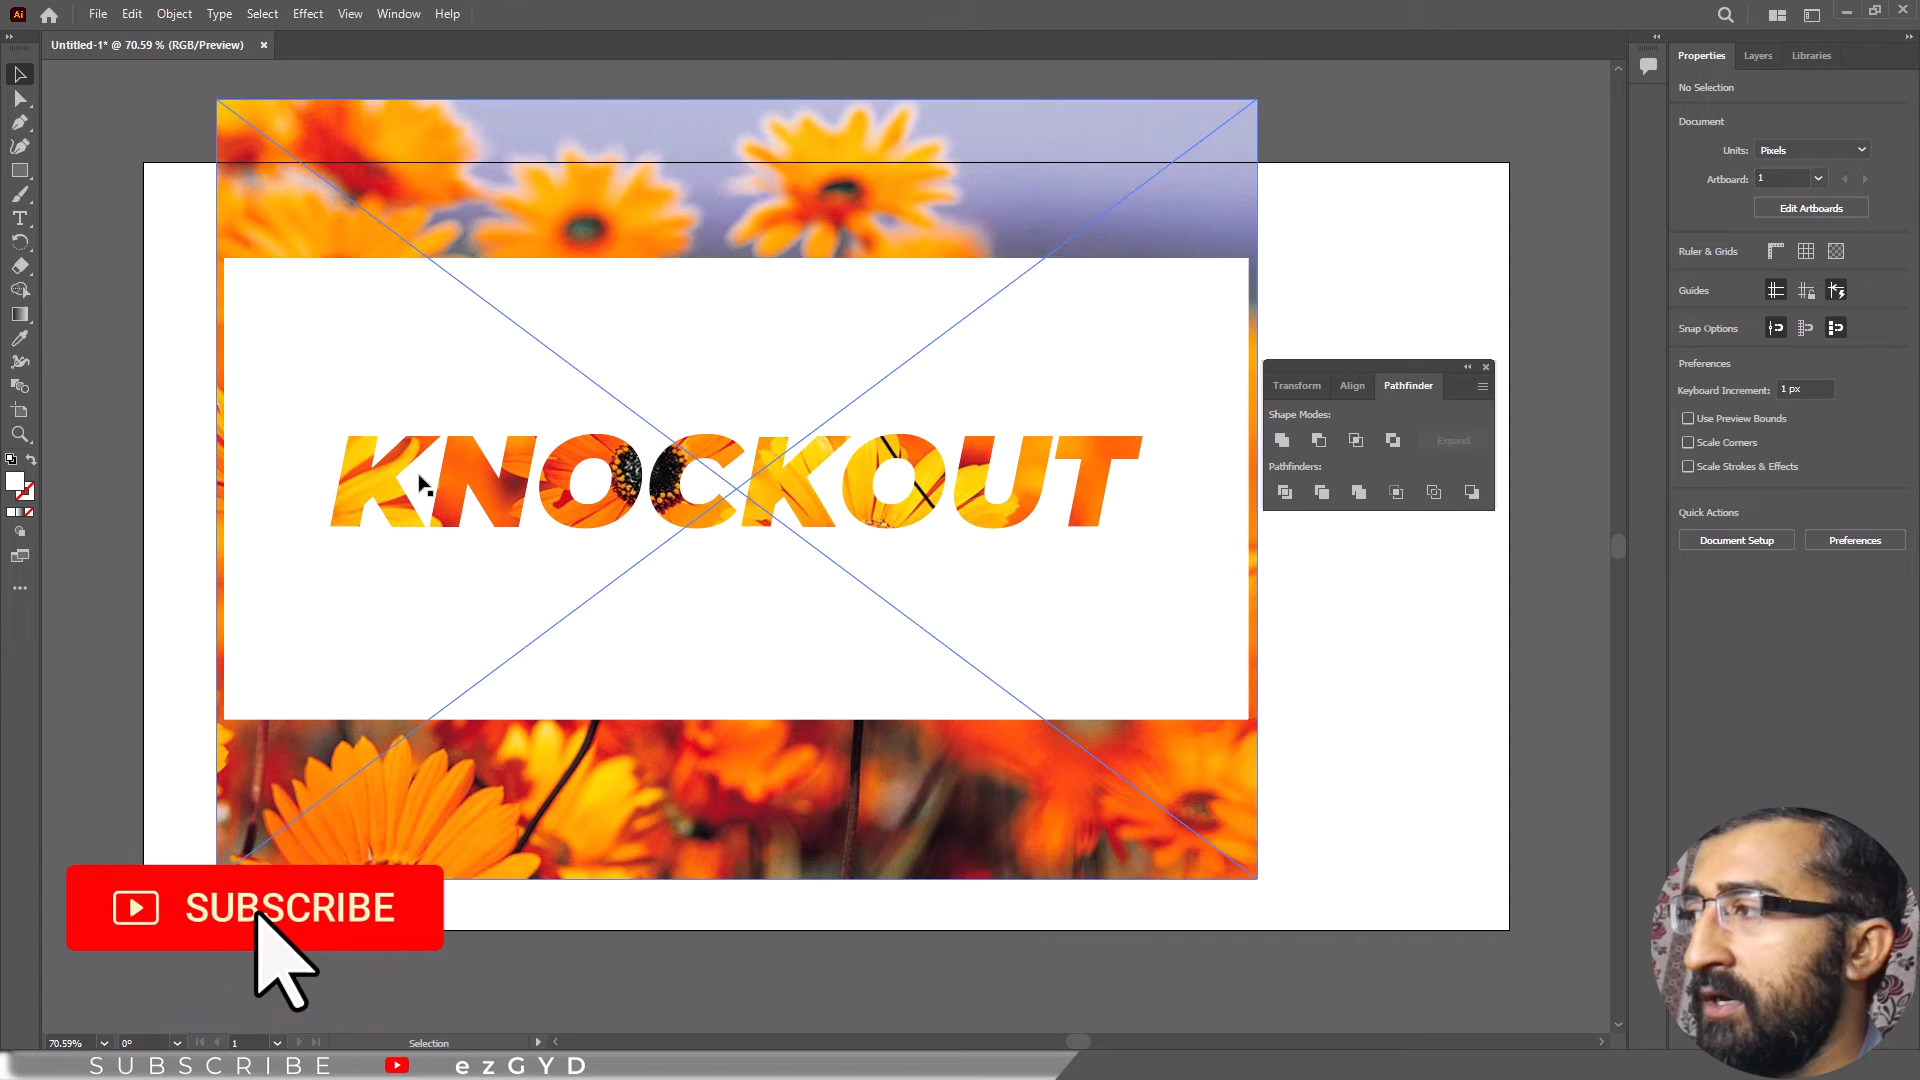 Ai File Edit Object Type Select Effect View Window Help
Untitled-1* @ 70.59 % (RGB/Preview)
Properties Layers Libraries
No Selection
Document
Units: Pixels
Artboard: 1
Edit Artboards
Ruler & Grids
Guides
Snap Options
Preferences
Keyboard Increment: 1 px
Use Preview Bounds
Scale Corners
Scale Strokes & Effects
Quick Actions
Document Setup Preferences
Transform Align Pathfinder
Shape Modes:
Expand
Pathfinders:
KNOCKOUT
SUBSCRIBE
70.59% 0° 1 Selection
SUBSCRIBE ezGYD